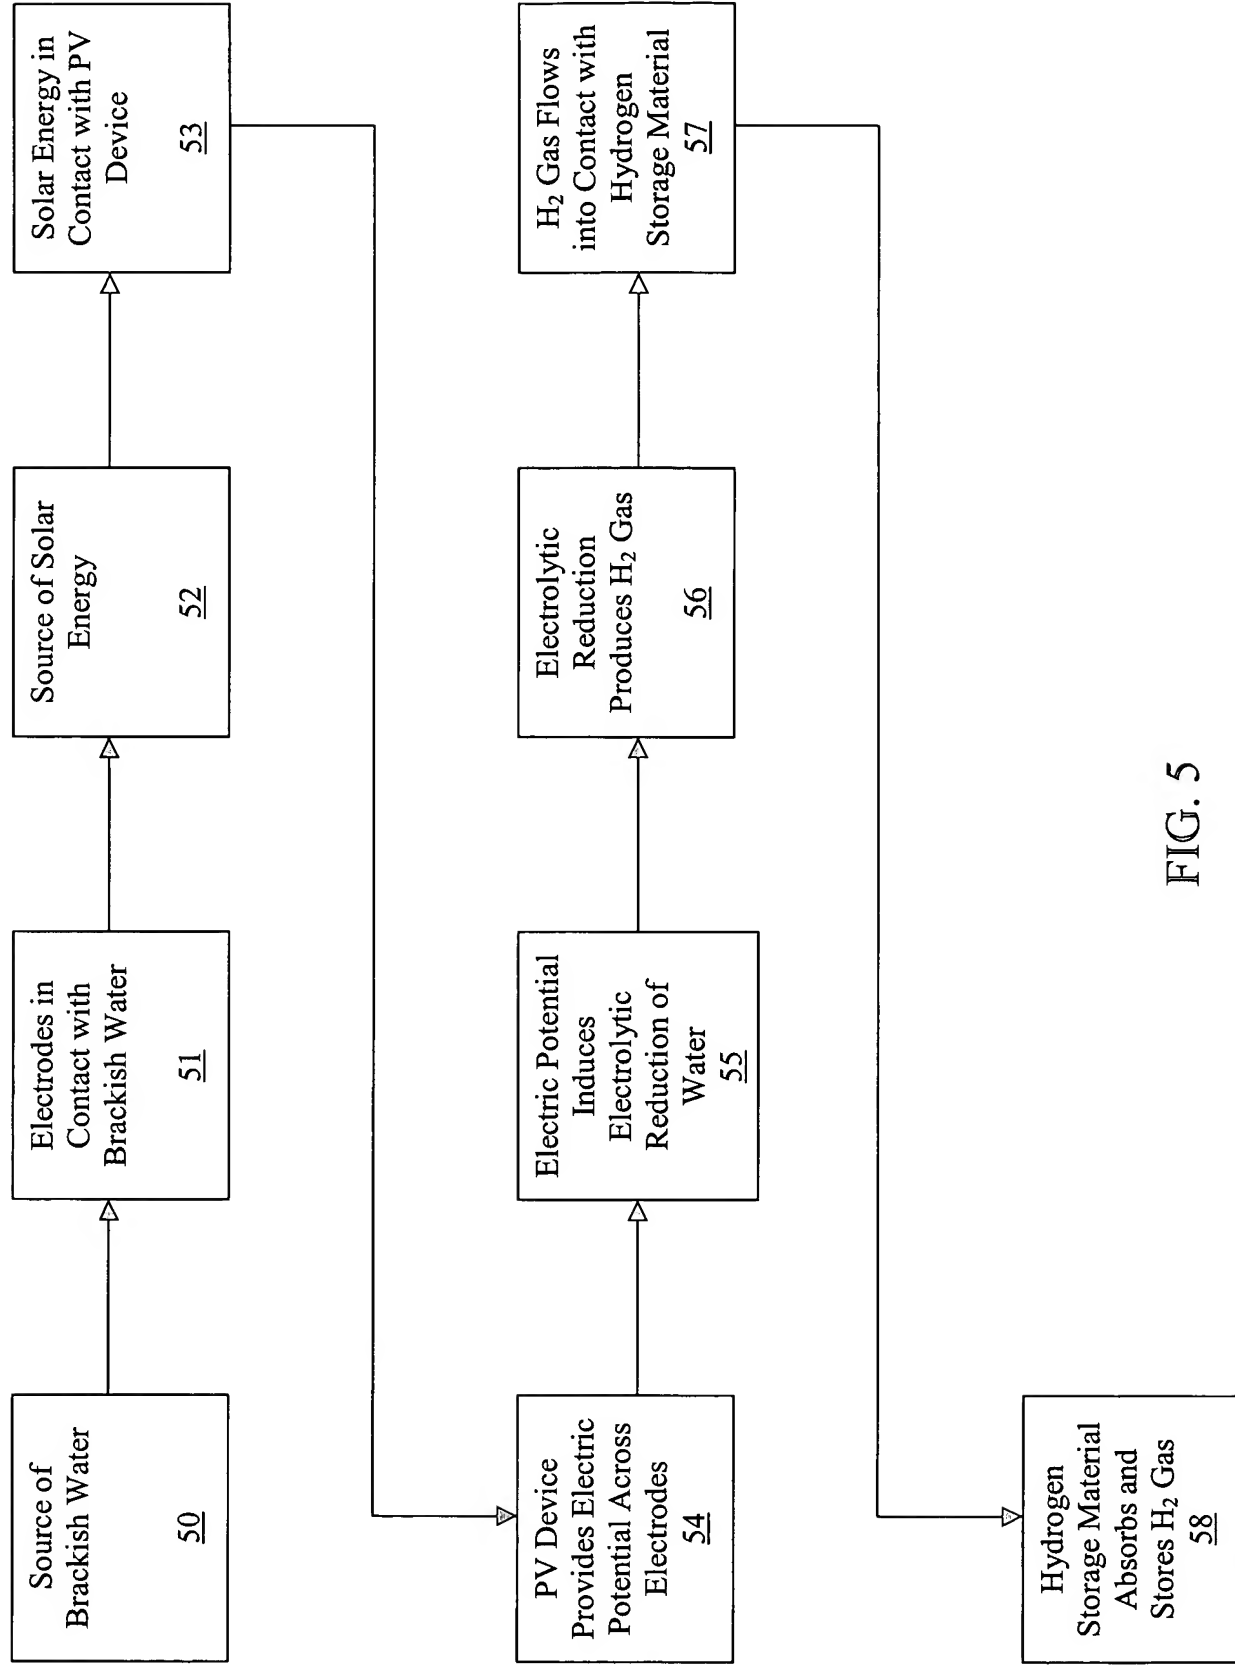 Source of
Brackish Water
50
Electrodes in
Contact with
Brackish Water
51
Source of Solar
Energy
52
Solar Energy in
Contact with PV
Device
53
PV Device
Provides Electric
Potential Across
Electrodes
54
Electric Potential
Induces
Electrolytic
Reduction of
Water
55
Electrolytic
Reduction
Produces H₂ Gas
56
H₂ Gas Flows
into Contact with
Hydrogen
Storage Material
57
Hydrogen
Storage Material
Absorbs and
Stores H₂ Gas
58
FIG. 5